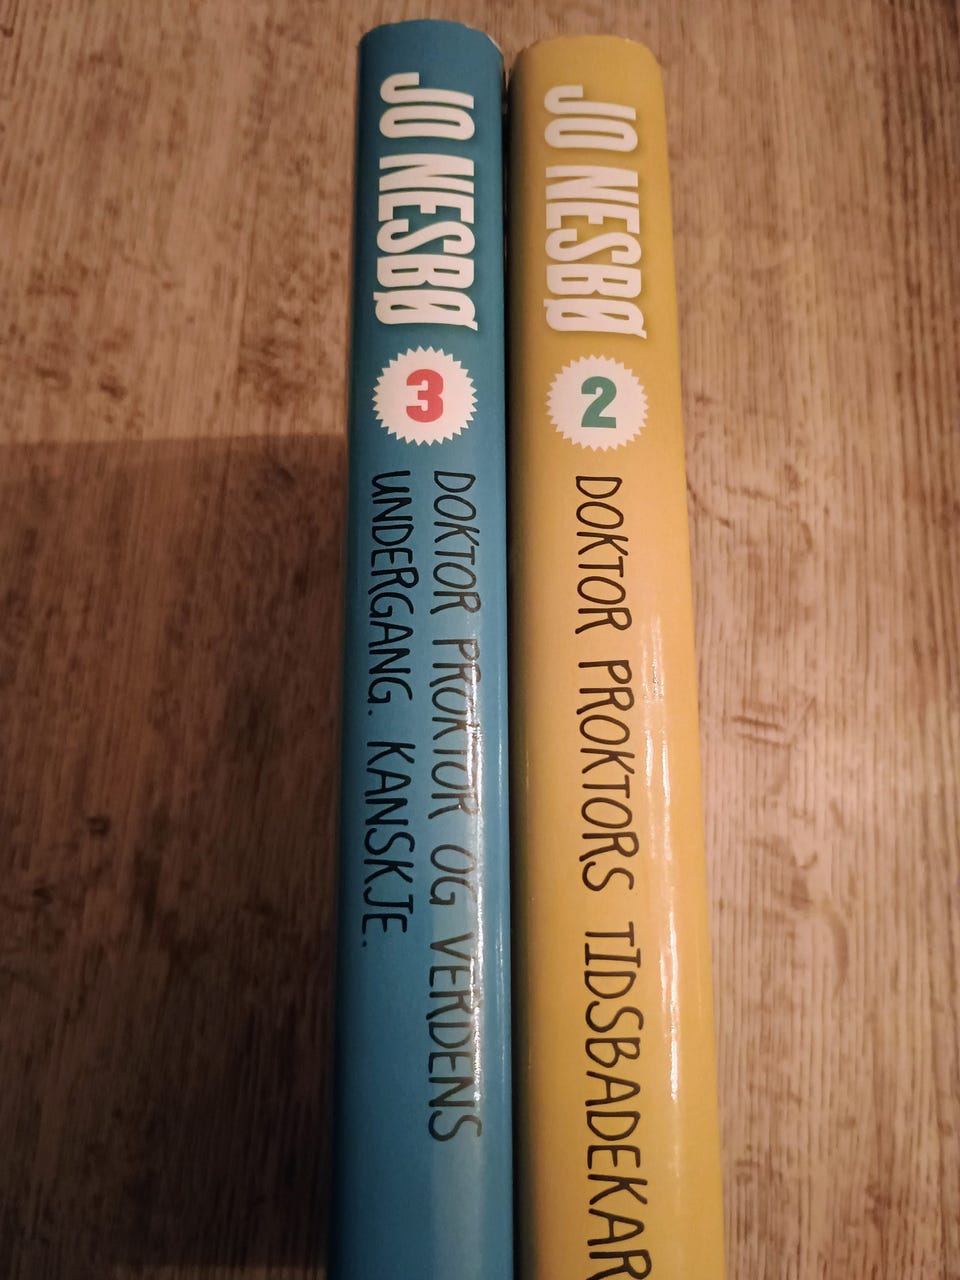 JO NESBØ
3
DOKTOR PROKTOR OG VERDENS
UNDERGANG. KANSKJE.
JO NESBØ
2
DOKTOR PROKTORS TIDSBADEKAR